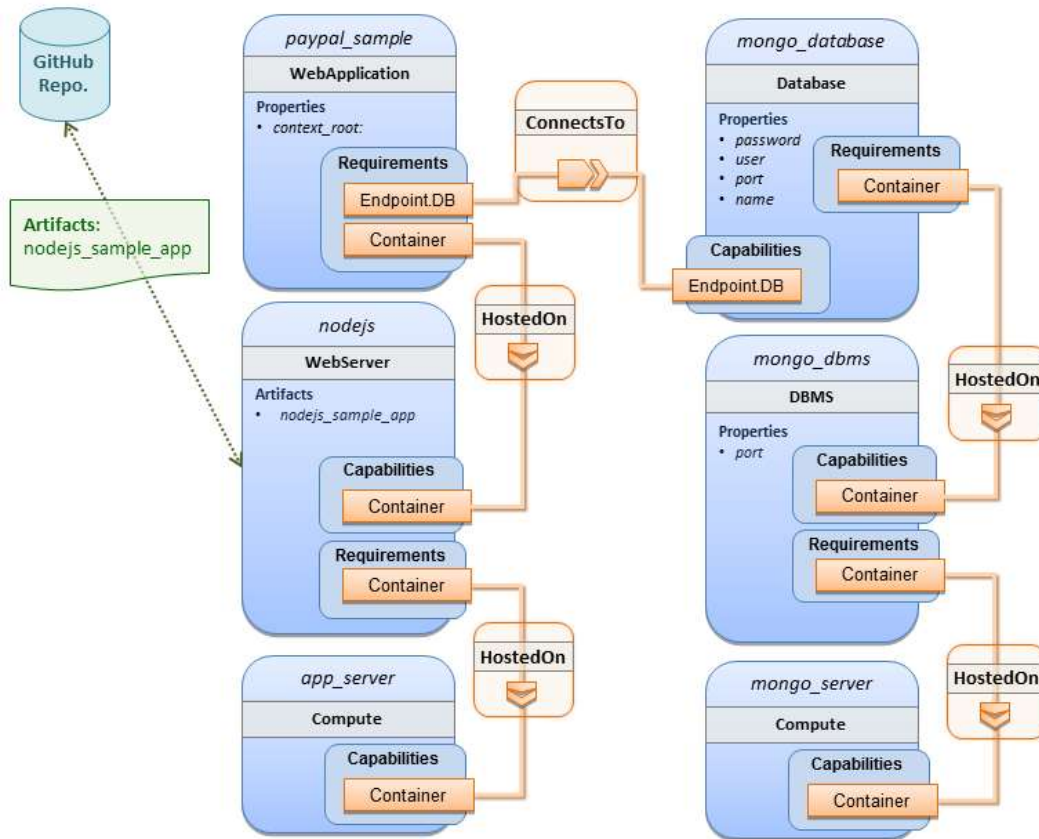 GitHub
Repo.
Artifacts:
nodejs_sample_app
paypal_sample
WebApplication
Properties
• context_root:
Requirements
Endpoint.DB
Container
ConnectsTo
mongo_database
Database
Properties
• password
• user
• port
• name
Requirements
Container
Capabilities
Endpoint.DB
HostedOn
nodejs
WebServer
Artifacts
• nodejs_sample_app
Capabilities
Container
Requirements
Container
HostedOn
mongo_dbms
DBMS
Properties
• port
Capabilities
Container
Requirements
Container
HostedOn
app_server
Compute
Capabilities
Container
HostedOn
mongo_server
Compute
Capabilities
Container